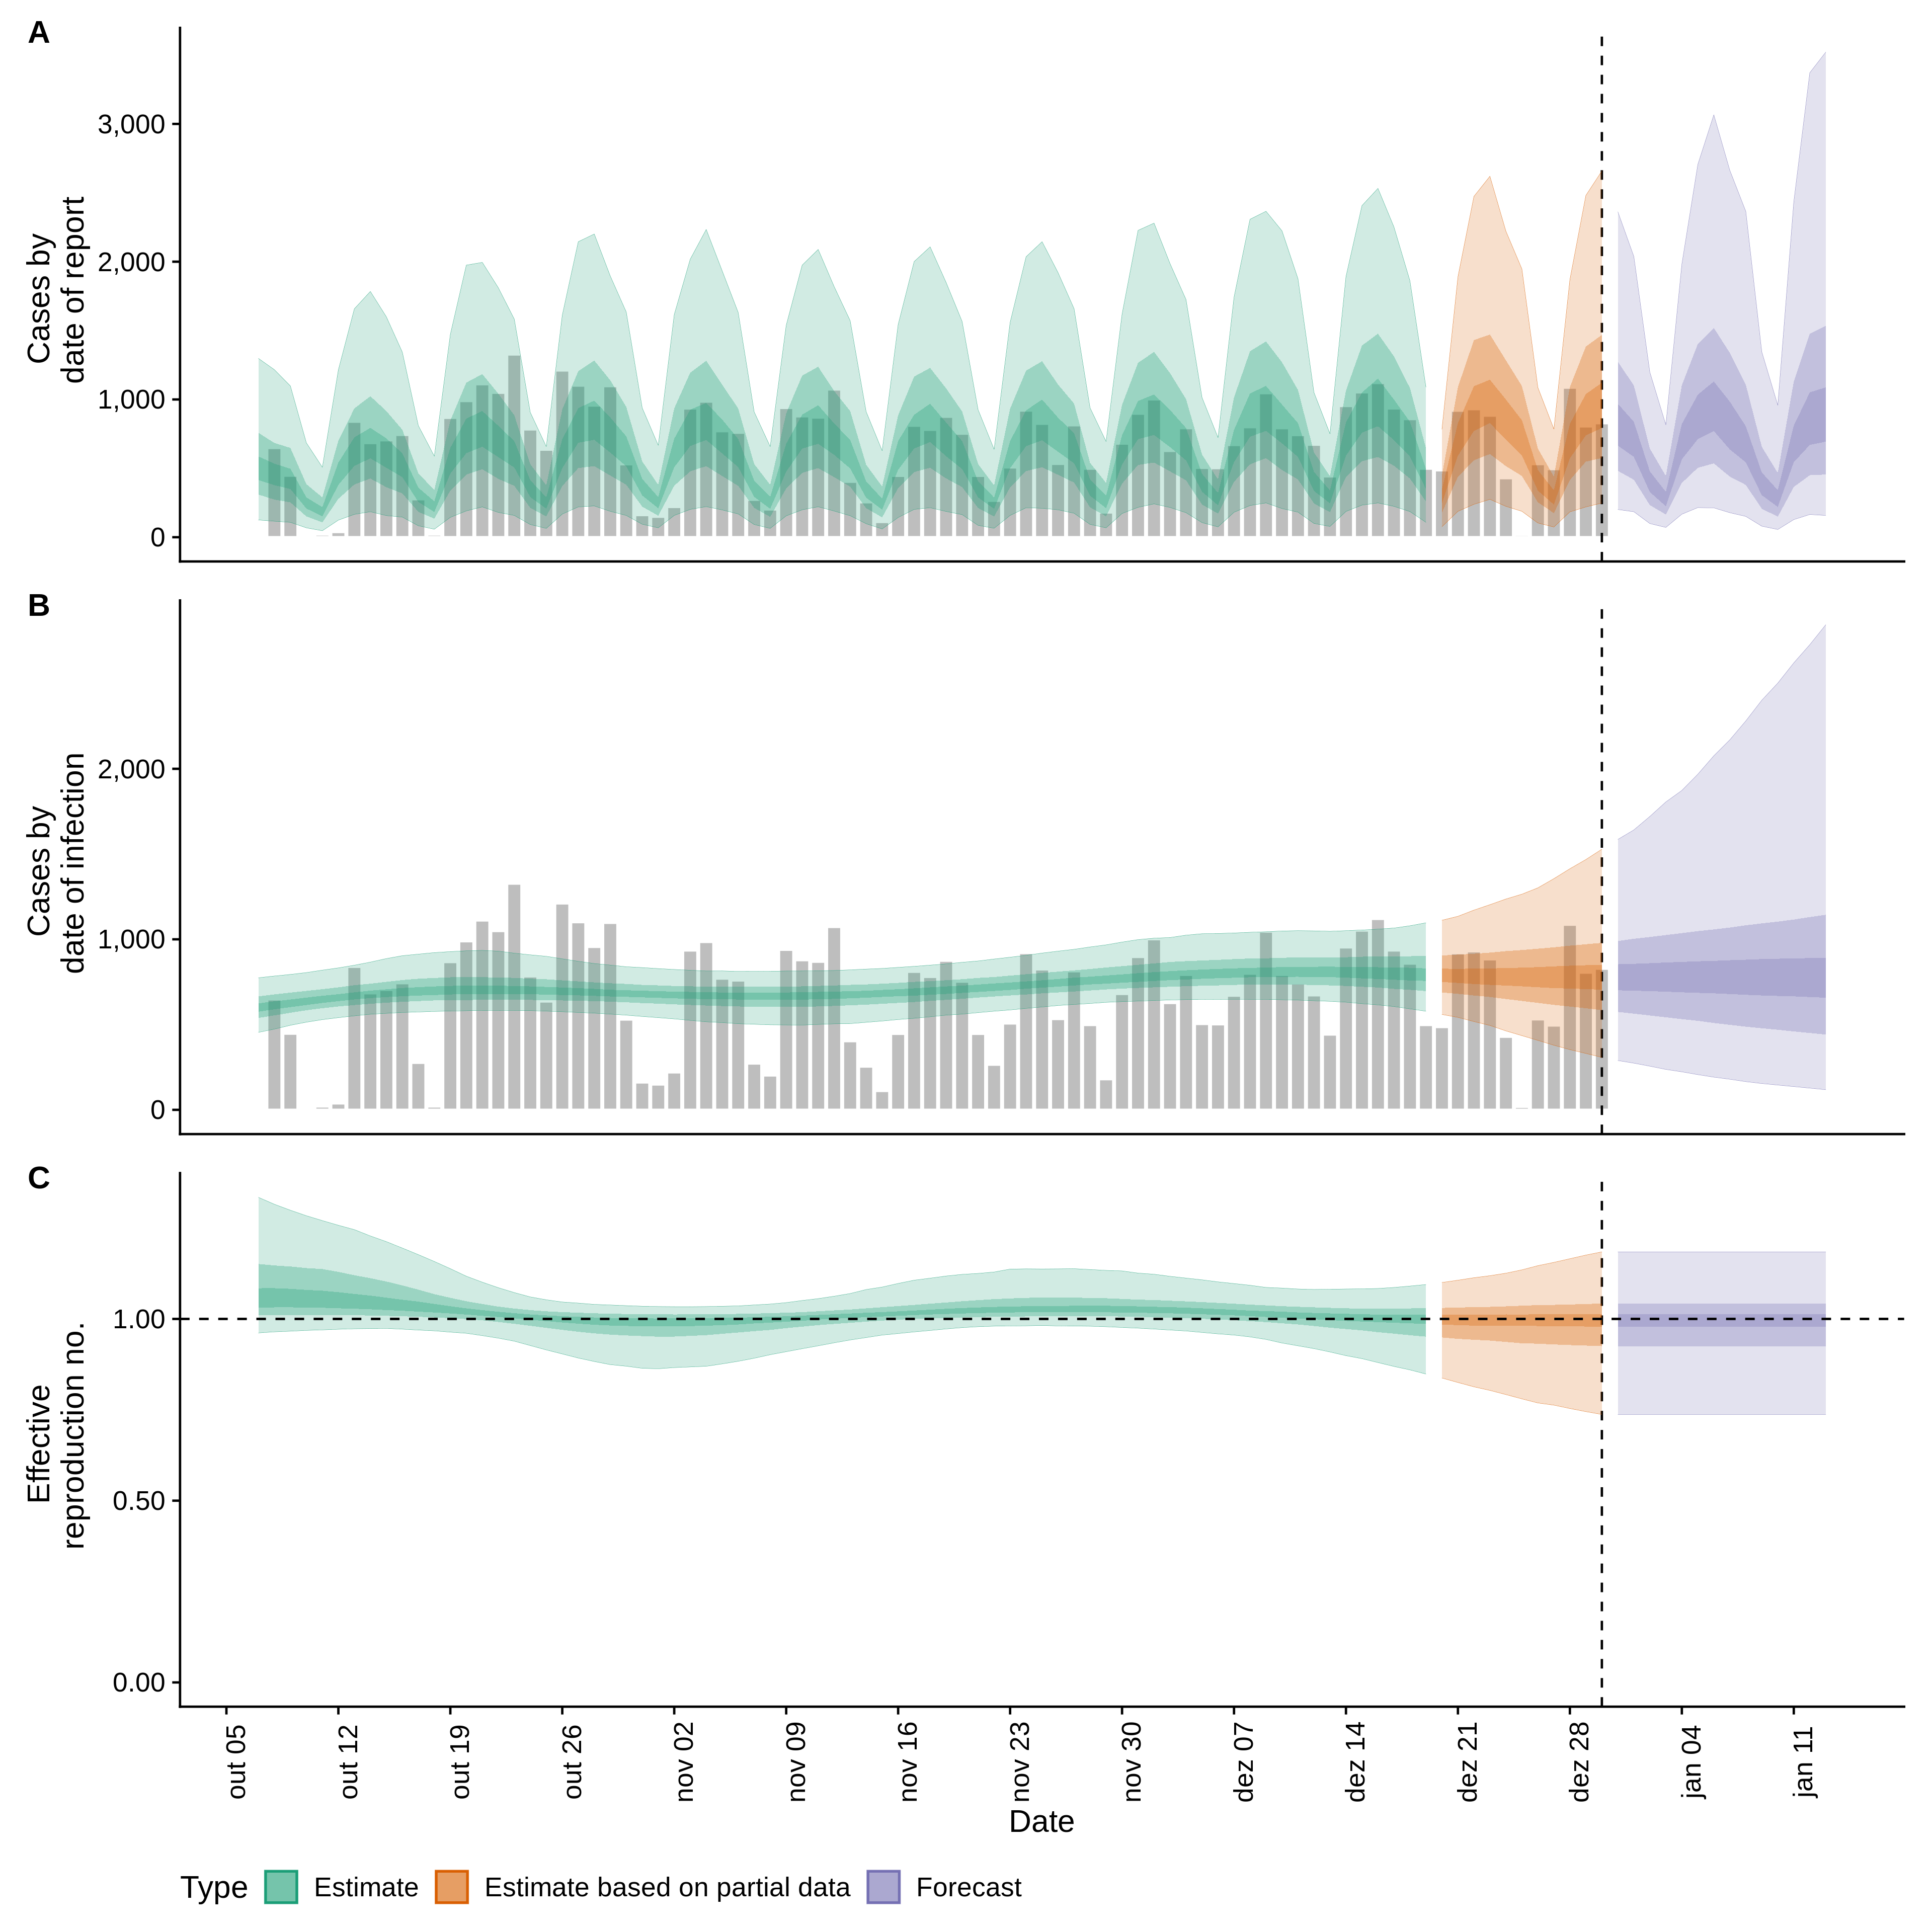 A
Cases by
date of report
3,000
2,000
1,000
0
B
Cases by
date of infection
2,000
1,000
0
C
Effective
reproduction no.
1.00
0.50
0.00
out 05
out 12
out 19
out 26
nov 02
nov 09
nov 16
nov 23
nov 30
dez 07
dez 14
dez 21
dez 28
jan 04
jan 11
Date
Type
Estimate
Estimate based on partial data
Forecast